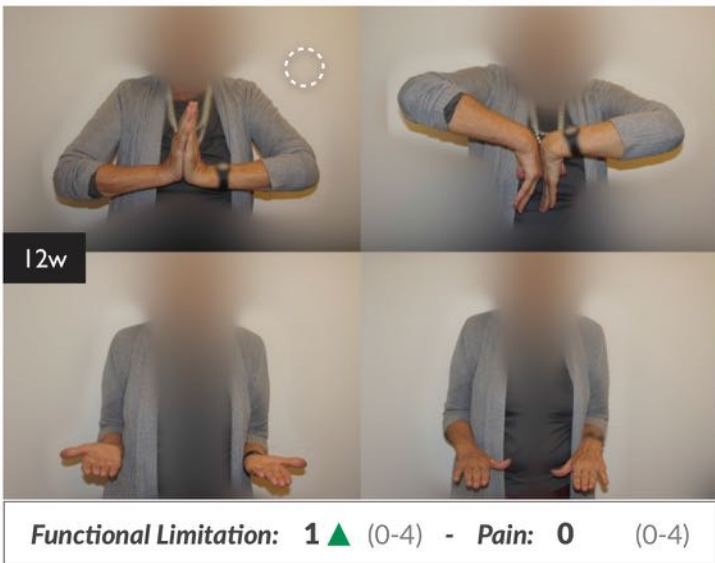 12w
Functional Limitation: 1 ▲ (0-4) - Pain: 0 (0-4)